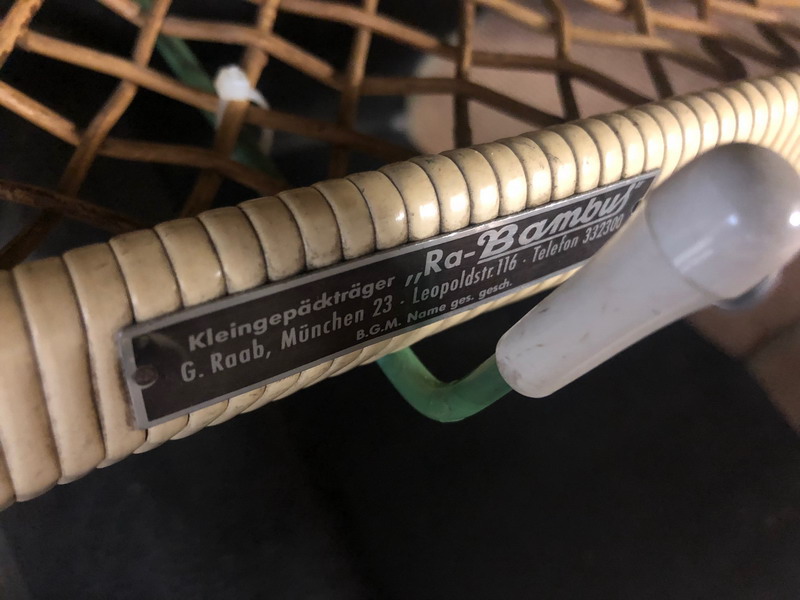 Kleingepäckträger „Ra-Bambus"
G. Raab, München 23 · Leopoldstr. 116 · Telefon 332300
B.G.M. Name ges. gesch.